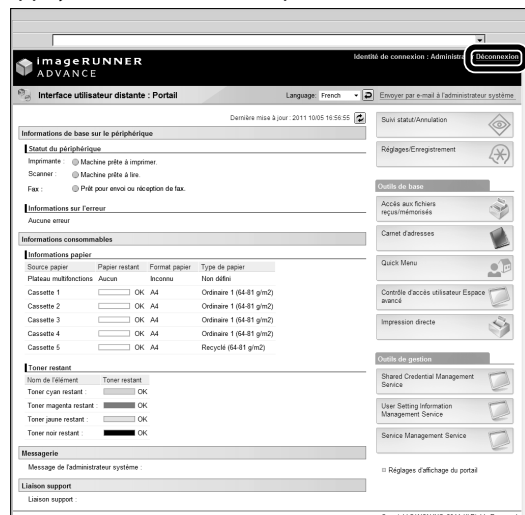 imageRUNNER
ADVANCE
Identité de connexion : Administra
Déconnexion
Interface utilisateur distante : Portail
Language: French
Envoyer par e-mail à l'administrateur système
Dernière mise à jour : 2011 10/05 16:56:55
Informations de base sur le périphérique
Statut du périphérique
Imprimante : Machine prête à imprimer.
Scanner : Machine prête à lire.
Fax : Prêt pour envoi ou réception de fax.
Informations sur l'erreur
Aucune erreur
Informations consommables
Informations papier
Source papier Papier restant Format papier Type de papier
Plateau multifonctions Aucun Inconnu Non défini
Cassette 1 OK A4 Ordinaire 1 (64-81 g/m2)
Cassette 2 OK A4 Ordinaire 1 (64-81 g/m2)
Cassette 3 OK A4 Ordinaire 1 (64-81 g/m2)
Cassette 4 OK A4 Ordinaire 1 (64-81 g/m2)
Cassette 5 OK A4 Recyclé (64-81 g/m2)
Toner restant
Nom de l'élément Toner restant
Toner cyan restant : OK
Toner magenta restant : OK
Toner jaune restant : OK
Toner noir restant : OK
Messagerie
Message de l'administrateur système :
Liaison support
Liaison support :
Suivi statut/Annulation
Réglages/Enregistrement
Outils de base
Accès aux fichiers
reçus/mémorisés
Carnet d'adresses
Quick Menu
Contrôle d'accès utilisateur Espace
avancé
Impression directe
Outils de gestion
Shared Credential Management
Service
User Setting Information
Management Service
Service Management Service
Réglages d'affichage du portail